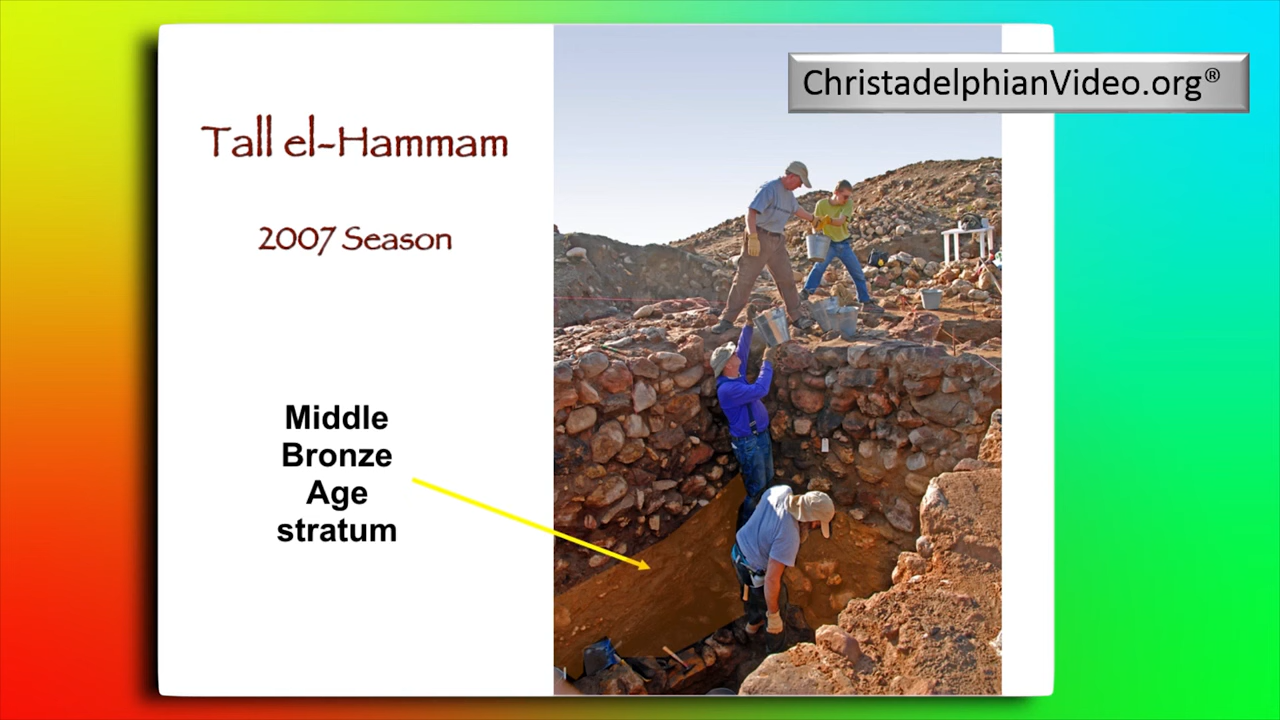 ChristadelphianVideo.org®
Tall el-Hammam
2007 Season
Middle
Bronze
Age
stratum